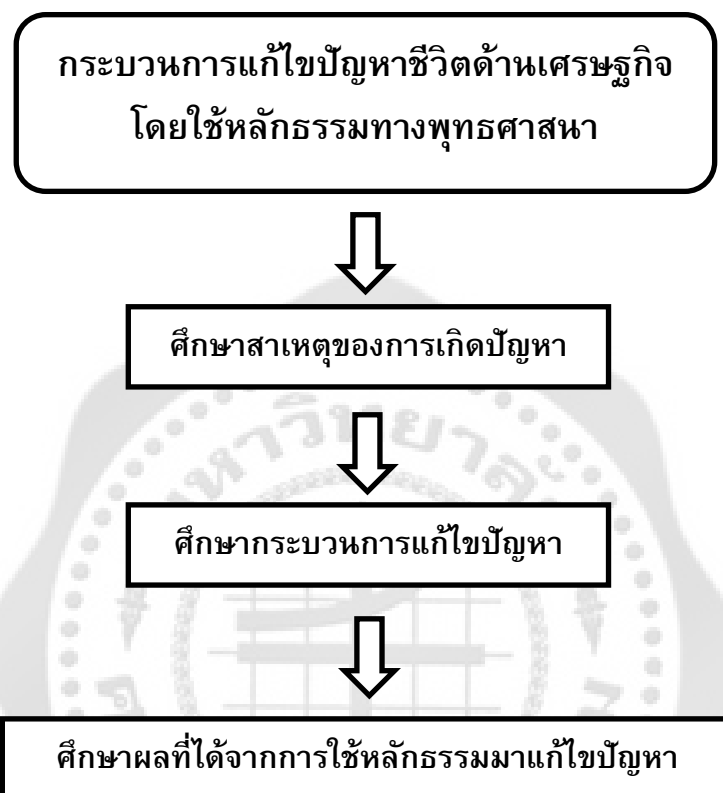 กระบวนการแก้ไขปัญหาชีวิตด้านเศรษฐกิจ
โดยใช้หลักธรรมทางพุทธศาสนา
ศึกษาสาเหตุของการเกิดปัญหา
ศึกษากระบวนการแก้ไขปัญหา
ศึกษาผลที่ได้จากการใช้หลักธรรมมาแก้ไขปัญหา